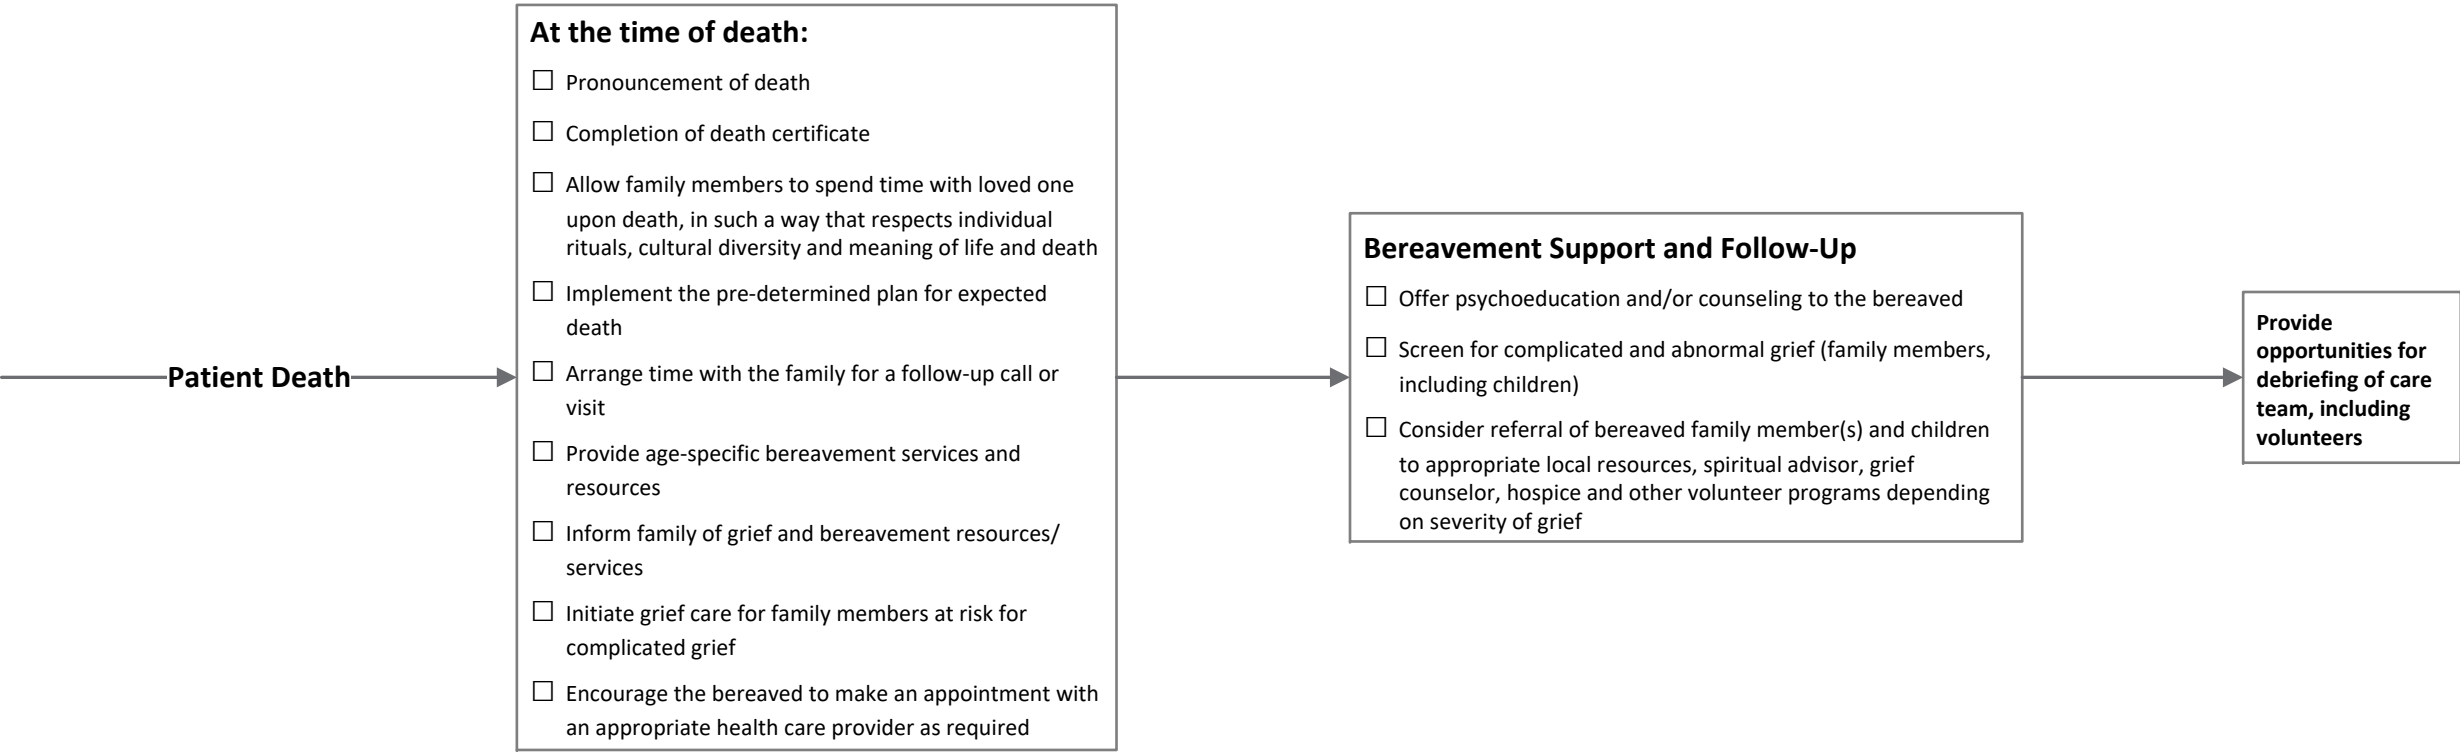 Patient Death
At the time of death:
☐ Pronouncement of death
☐ Completion of death certificate
☐ Allow family members to spend time with loved one
upon death, in such a way that respects individual
rituals, cultural diversity and meaning of life and death
☐ Implement the pre-determined plan for expected
death
☐ Arrange time with the family for a follow-up call or
visit
☐ Provide age-specific bereavement services and
resources
☐ Inform family of grief and bereavement resources/
services
☐ Initiate grief care for family members at risk for
complicated grief
☐ Encourage the bereaved to make an appointment with
an appropriate health care provider as required
Bereavement Support and Follow-Up
☐ Offer psychoeducation and/or counseling to the bereaved
☐ Screen for complicated and abnormal grief (family members,
including children)
☐ Consider referral of bereaved family member(s) and children
to appropriate local resources, spiritual advisor, grief
counselor, hospice and other volunteer programs depending
on severity of grief
Provide
opportunities for
debriefing of care
team, including
volunteers